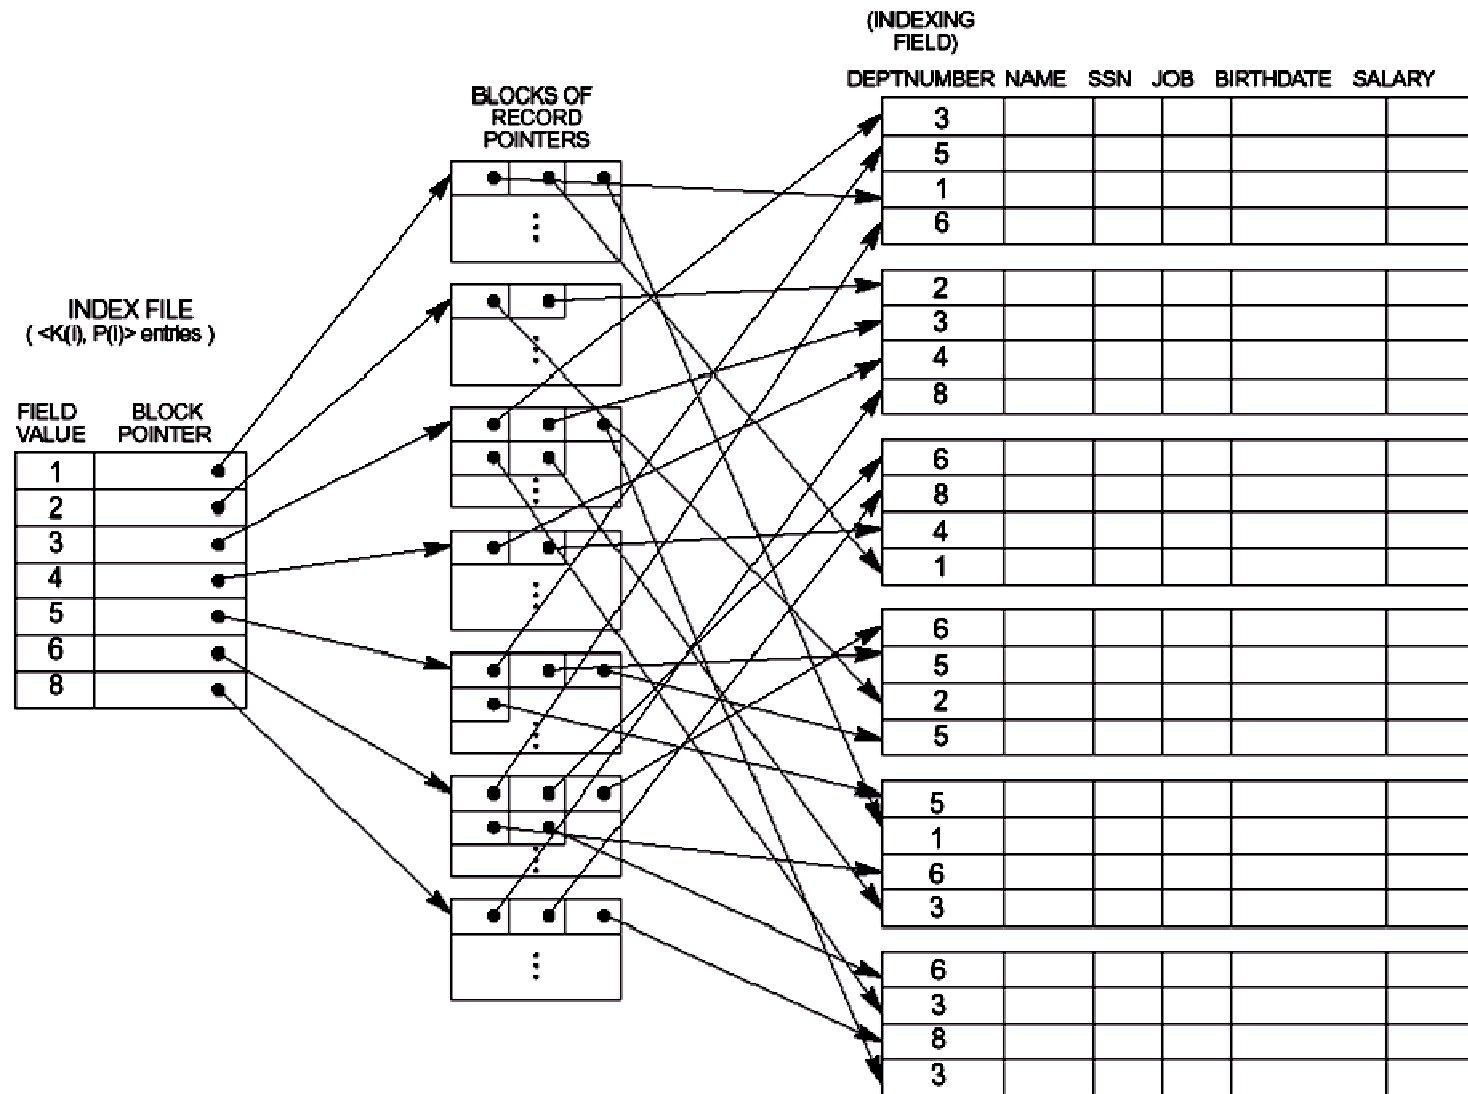 (INDEXING
FIELD)
DEPTNUMBER NAME SSN JOB BIRTHDATE SALARY
BLOCKS OF
RECORD
POINTERS
INDEX FILE
( <K(i), P(i)> entries )
FIELD
VALUE
BLOCK
POINTER
1
2
3
4
5
6
8
3
5
1
6
2
3
4
8
6
8
4
1
6
5
2
5
5
1
6
3
6
3
8
3